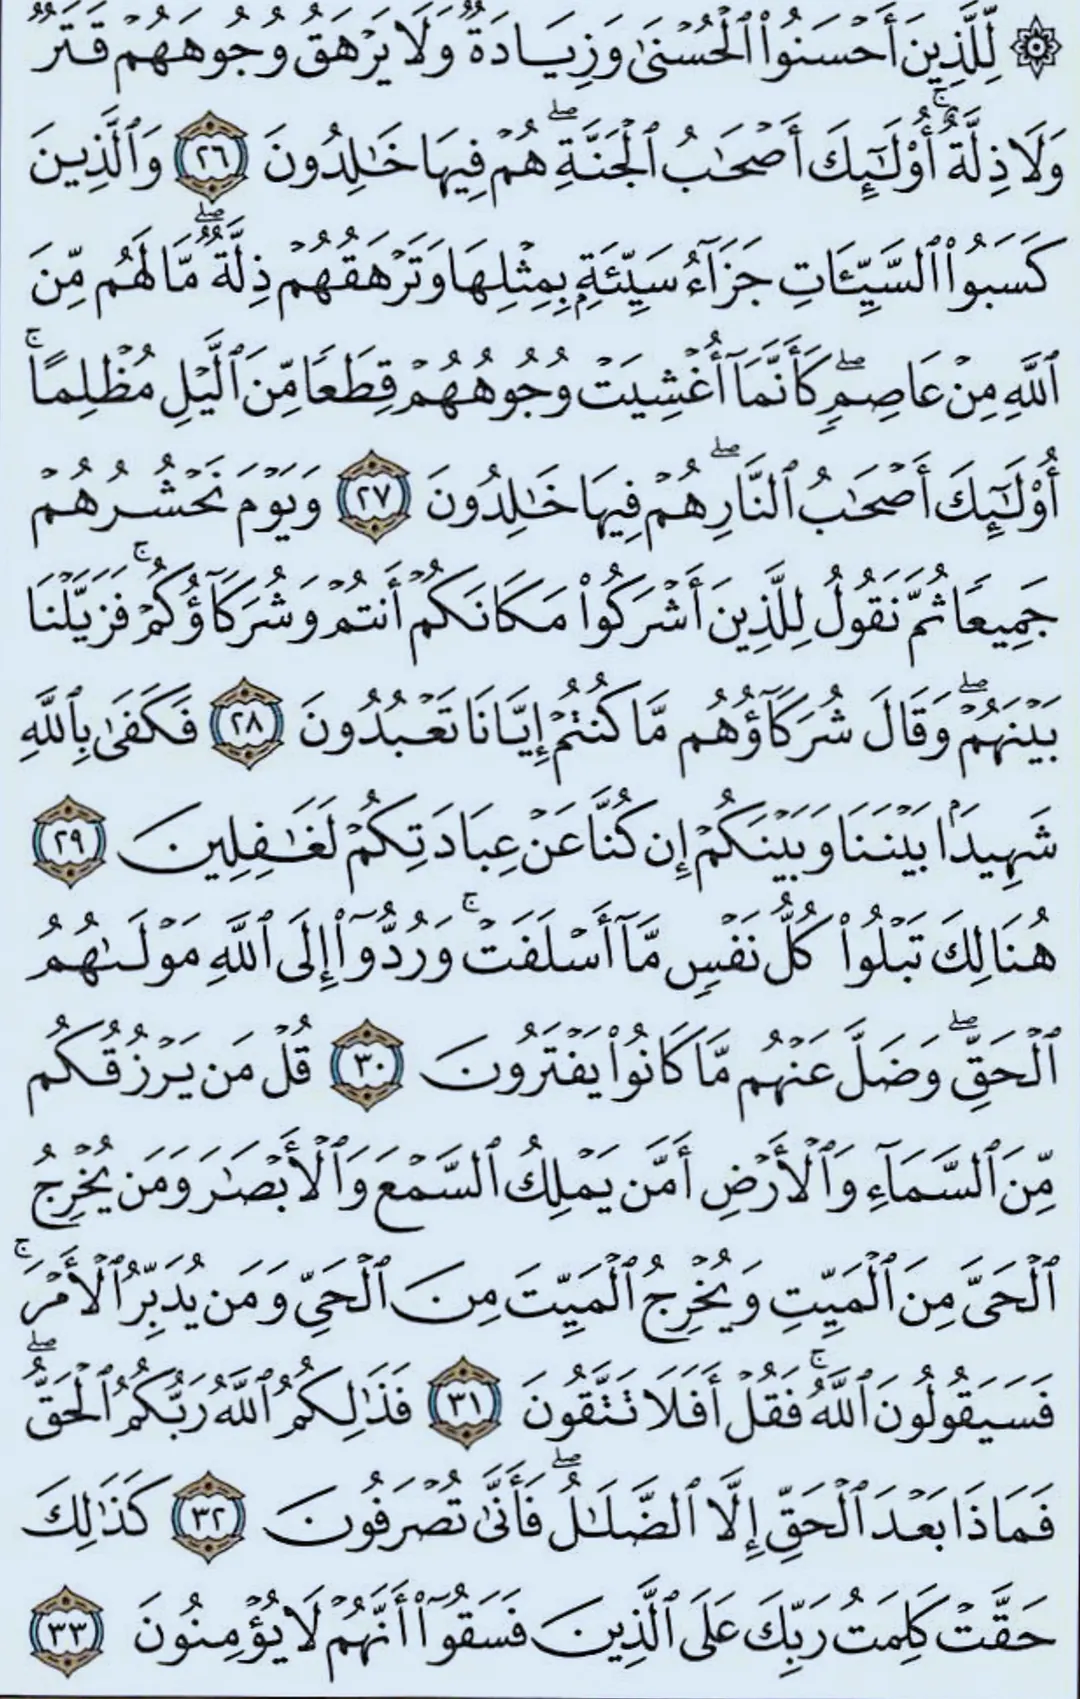 ۞ لِّلَّذِينَ أَحۡسَنُواْ ٱلۡحُسۡنَىٰ وَزِيَادَةٞۖ وَلَا يَرۡهَقُ وُجُوهَهُمۡ قَتَرٞ
وَلَا ذِلَّةٌۚ أُوْلَٰٓئِكَ أَصۡحَٰبُ ٱلۡجَنَّةِۖ هُمۡ فِيهَا خَٰلِدُونَ ٢٦ وَٱلَّذِينَ
كَسَبُواْ ٱلسَّيِّـَٔاتِ جَزَآءُ سَيِّئَةِۭ بِمِثۡلِهَا وَتَرۡهَقُهُمۡ ذِلَّةٞۖ مَّا لَهُم مِّنَ
ٱللَّهِ مِنۡ عَاصِمٖۖ كَأَنَّمَآ أُغۡشِيَتۡ وُجُوهُهُمۡ قِطَعٗا مِّنَ ٱلَّيۡلِ مُظۡلِمًاۚ
أُوْلَٰٓئِكَ أَصۡحَٰبُ ٱلنَّارِۖ هُمۡ فِيهَا خَٰلِدُونَ ٢٧ وَيَوۡمَ نَحۡشُرُهُمۡ
جَمِيعٗا ثُمَّ نَقُولُ لِلَّذِينَ أَشۡرَكُواْ مَكَانَكُمۡ أَنتُمۡ وَشُرَكَآؤُكُمۡۚ فَزَيَّلۡنَا
بَيۡنَهُمۡۖ وَقَالَ شُرَكَآؤُهُم مَّا كُنتُمۡ إِيَّانَا تَعۡبُدُونَ ٢٨ فَكَفَىٰ بِٱللَّهِ
شَهِيدَۢا بَيۡنَنَا وَبَيۡنَكُمۡ إِن كُنَّا عَنۡ عِبَادَتِكُمۡ لَغَٰفِلِينَ ٢٩
هُنَالِكَ تَبۡلُواْ كُلُّ نَفۡسٖ مَّآ أَسۡلَفَتۡۚ وَرُدُّوٓاْ إِلَى ٱللَّهِ مَوۡلَىٰهُمُ
ٱلۡحَقِّۖ وَضَلَّ عَنۡهُم مَّا كَانُواْ يَفۡتَرُونَ ٣٠ قُلۡ مَن يَرۡزُقُكُم
مِّنَ ٱلسَّمَآءِ وَٱلۡأَرۡضِ أَمَّن يَمۡلِكُ ٱلسَّمۡعَ وَٱلۡأَبۡصَٰرَ وَمَن يُخۡرِجُ
ٱلۡحَيَّ مِنَ ٱلۡمَيِّتِ وَيُخۡرِجُ ٱلۡمَيِّتَ مِنَ ٱلۡحَيِّ وَمَن يُدَبِّرُ ٱلۡأَمۡرَۚ
فَسَيَقُولُونَ ٱللَّهُۚ فَقُلۡ أَفَلَا تَتَّقُونَ ٣١ فَذَٰلِكُمُ ٱللَّهُ رَبُّكُمُ ٱلۡحَقُّۖ
فَمَاذَا بَعۡدَ ٱلۡحَقِّ إِلَّا ٱلضَّلَٰلُۖ فَأَنَّىٰ تُصۡرَفُونَ ٣٢ كَذَٰلِكَ
حَقَّتۡ كَلِمَتُ رَبِّكَ عَلَى ٱلَّذِينَ فَسَقُوٓاْ أَنَّهُمۡ لَا يُؤۡمِنُونَ ٣٣